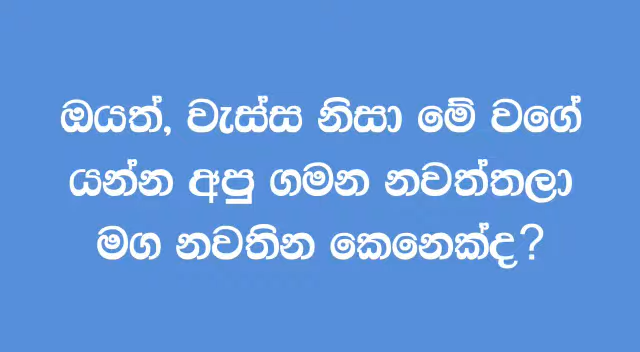 ඔයත්, වැස්ස නිසා මේ වගේ
යන්න අපු ගමන නවත්තලා
මග නවතින කෙනෙක්ද?